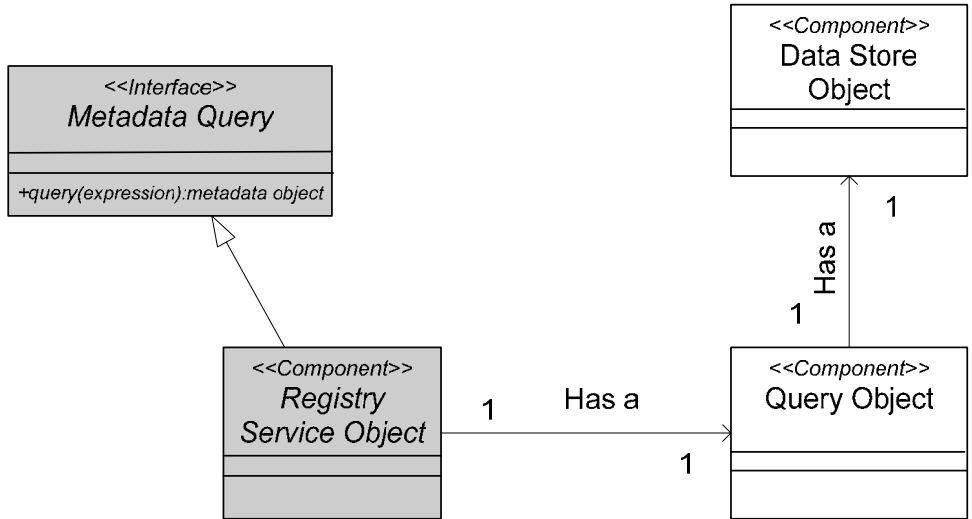 <<Interface>>
Metadata Query
+query(expression):metadata object
<<Component>>
Data Store
Object
1
Has a
1
<<Component>>
Registry
Service Object
1
Has a
1
<<Component>>
Query Object